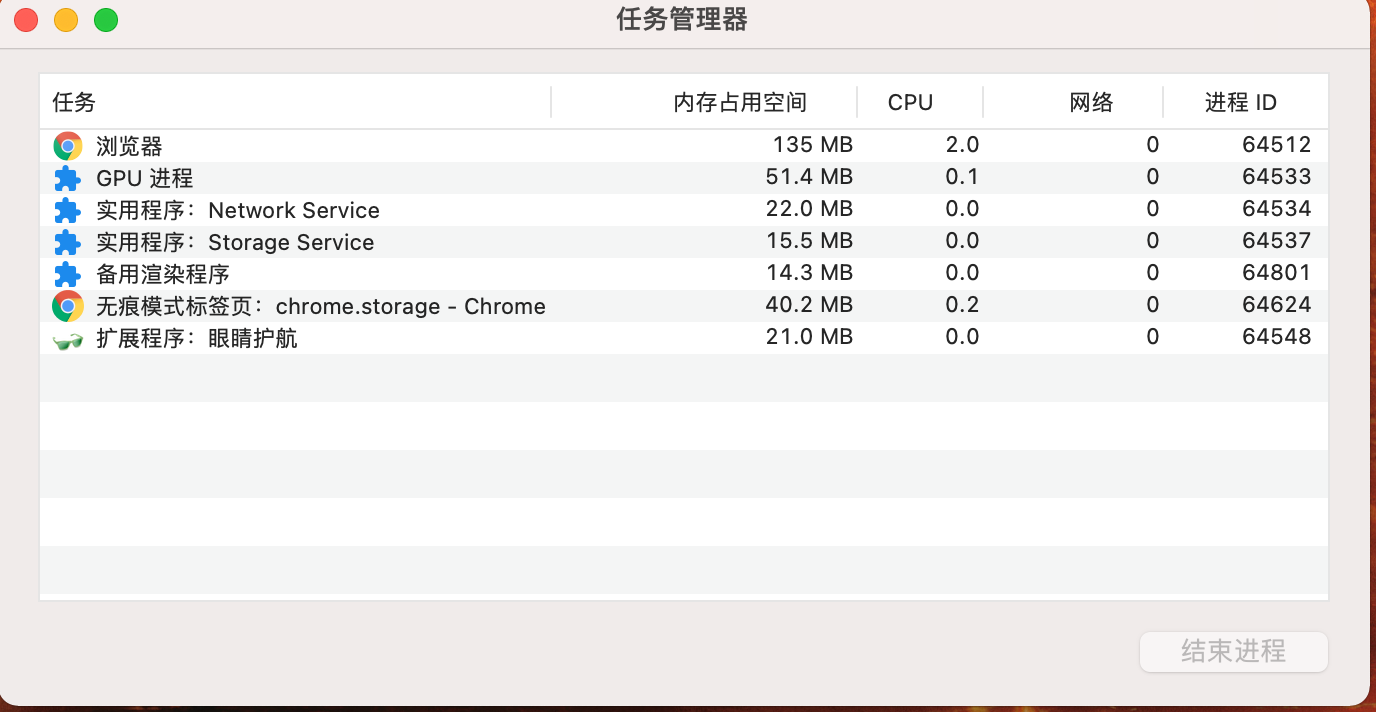 任务管理器
任务 内存占用空间 CPU 网络 进程 ID
浏览器 135 MB 2.0 0 64512
GPU 进程 51.4 MB 0.1 0 64533
实用程序：Network Service 22.0 MB 0.0 0 64534
实用程序：Storage Service 15.5 MB 0.0 0 64537
备用渲染程序 14.3 MB 0.0 0 64801
无痕模式标签页：chrome.storage - Chrome 40.2 MB 0.2 0 64624
扩展程序：眼睛护航 21.0 MB 0.0 0 64548
结束进程